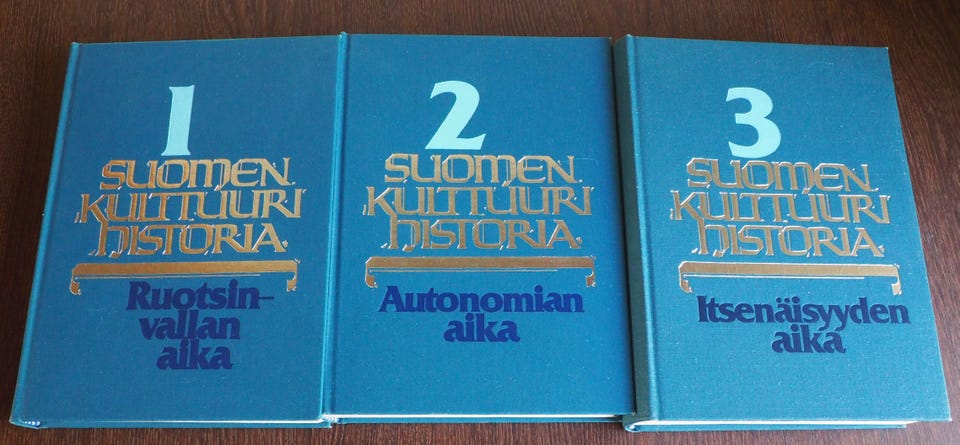 1
SUOMEN
KULTTUURI
HISTORIA
Ruotsin-
vallan
aika
2
SUOMEN
KULTTUURI
HISTORIA
Autonomian
aika
3
SUOMEN
KULTTUURI
HISTORIA
Itsenäisyyden
aika